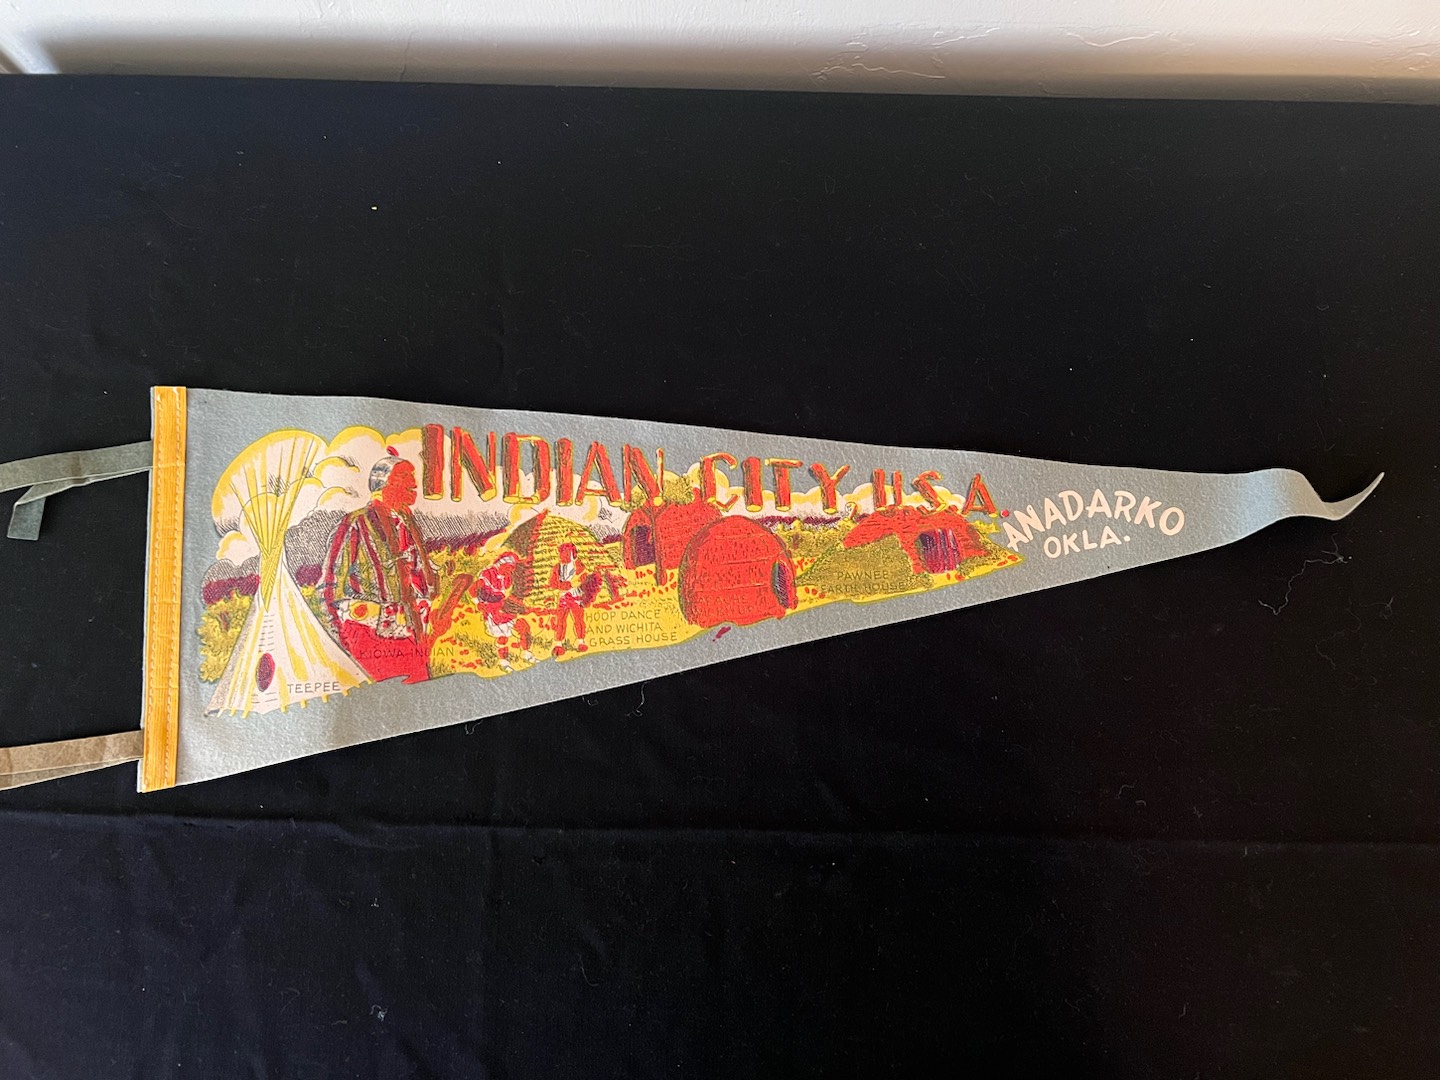 INDIAN CITY, U.S.A.
ANADARKO
OKLA.
TEEPEE
KIOWA INDIAN
HOOP DANCE
AND WICHITA
GRASS HOUSE
PAWNEE
EARTH HOUSE